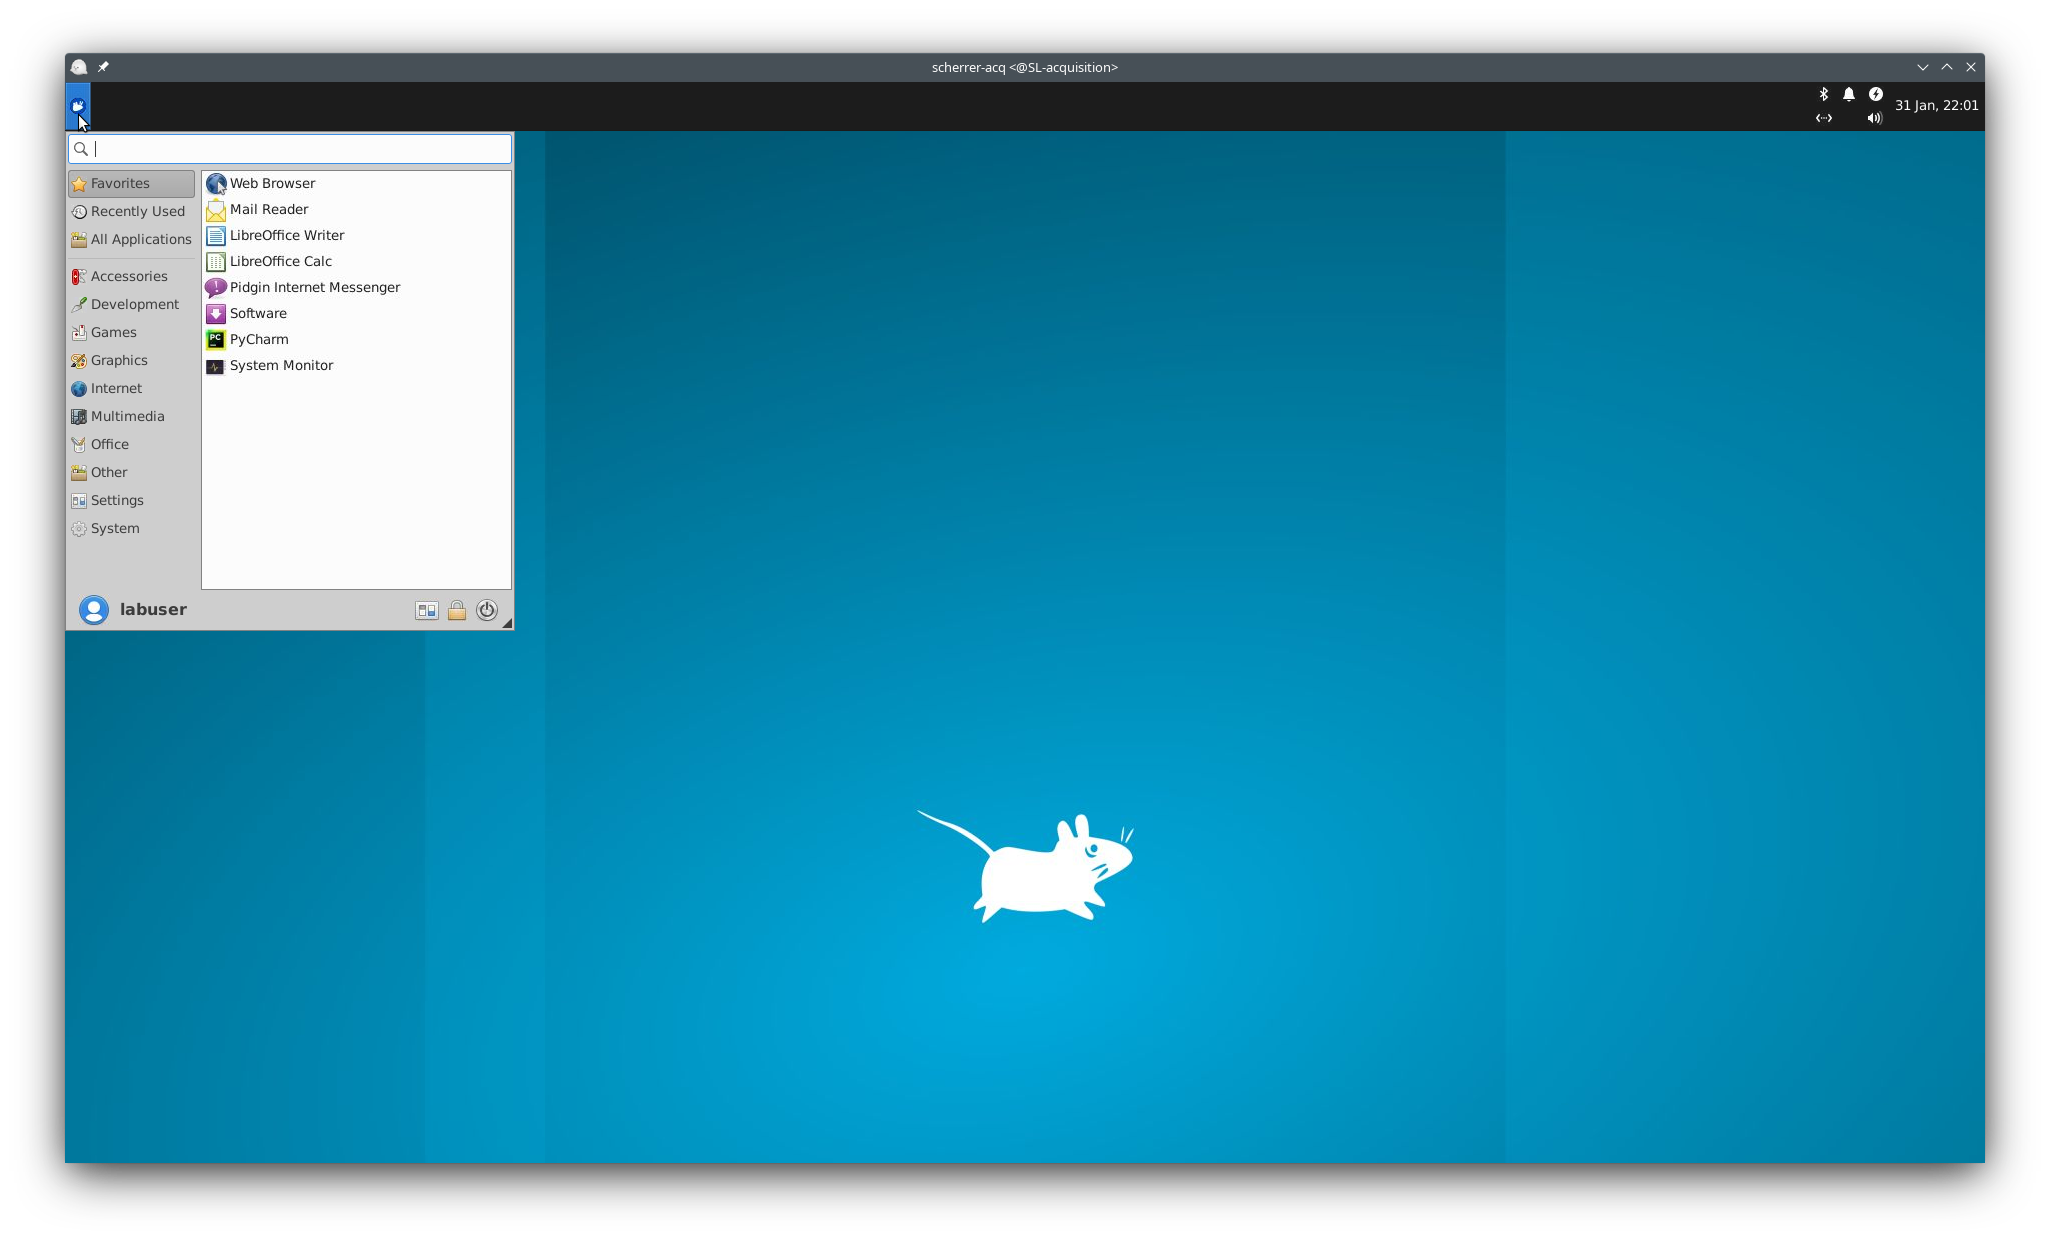 scherrer-acq <@SL-acquisition>
31 Jan, 22:01
Favorites
Recently Used
All Applications
Accessories
Development
Games
Graphics
Internet
Multimedia
Office
Other
Settings
System
Web Browser
Mail Reader
LibreOffice Writer
LibreOffice Calc
Pidgin Internet Messenger
Software
PC
PyCharm
System Monitor
labuser